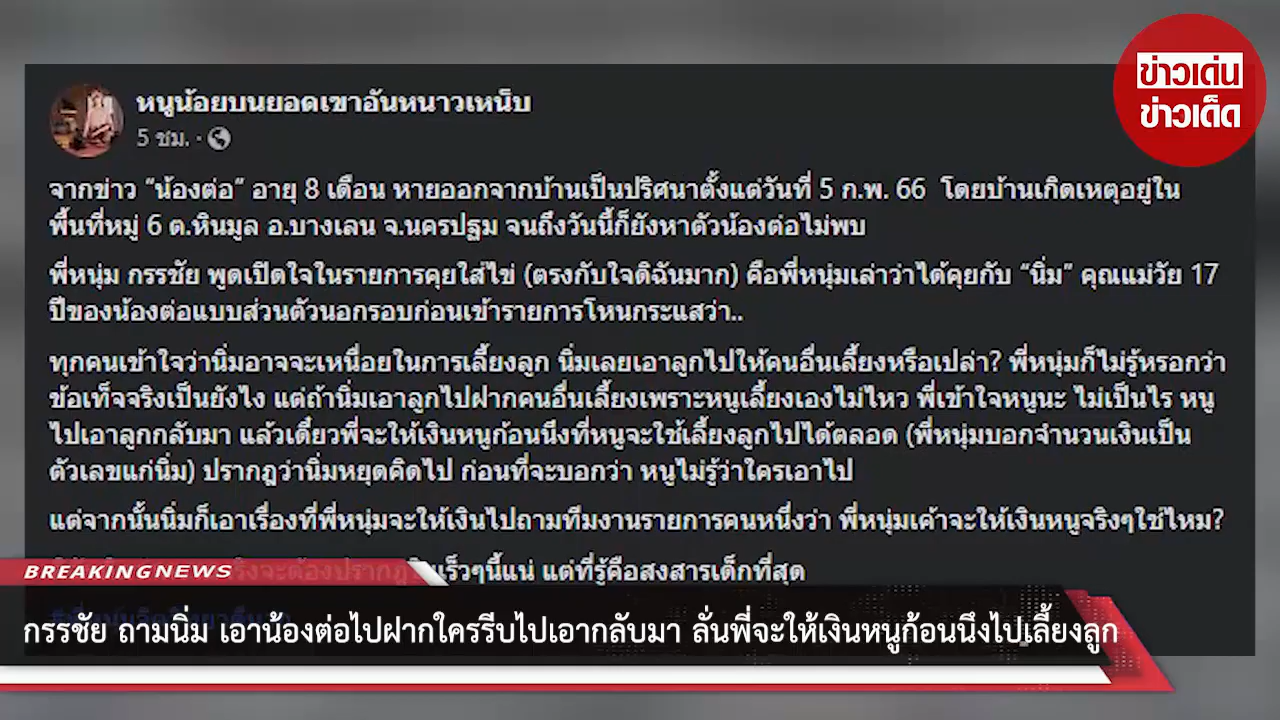 ข่าวเด่น
ข่าวเด็ด
หนูน้อยบนยอดเขาอันหนาวเหน็บ
5 ชม. ·
จากข่าว “น้องต่อ” อายุ 8 เดือน หายออกจากบ้านเป็นปริศนาตั้งแต่วันที่ 5 ก.พ. 66 โดยบ้านเกิดเหตุอยู่ใน
พื้นที่หมู่ 6 ต.หินมูล อ.บางเลน จ.นครปฐม จนถึงวันนี้ก็ยังหาตัวน้องต่อไม่พบ
พี่หนุ่ม กรรชัย พูดเปิดใจในรายการคุยใส่ไข่ (ตรงกับใจดิฉันมาก) คือพี่หนุ่มเล่าว่าได้คุยกับ “นิ่ม” คุณแม่วัย 17
ปีของน้องต่อแบบส่วนตัวนอกรอบก่อนเข้ารายการโหนกระแสว่า..
ทุกคนเข้าใจว่านิ่มอาจจะเหนื่อยในการเลี้ยงลูก นิ่มเลยเอาลูกไปให้คนอื่นเลี้ยงหรือเปล่า? พี่หนุ่มก็ไม่รู้หรอกว่า
ข้อเท็จจริงเป็นยังไง แต่ถ้านิ่มเอาลูกไปฝากคนอื่นเลี้ยงเพราะหนูเลี้ยงเองไม่ไหว พี่เข้าใจหนูนะ ไม่เป็นไร หนู
ไปเอาลูกกลับมา แล้วเดี๋ยวพี่จะให้เงินหนูก้อนนึงที่หนูจะใช้เลี้ยงลูกไปได้ตลอด (พี่หนุ่มบอกจำนวนเงินเป็น
ตัวเลขแก่นิ่ม) ปรากฏว่านิ่มหยุดคิดไป ก่อนที่จะบอกว่า หนูไม่รู้ว่าใครเอาไป
แต่จากนั้นนิ่มก็เอาเรื่องที่พี่หนุ่มจะให้เงินไปถามทีมงานรายการคนหนึ่งว่า พี่หนุ่มเค้าจะให้เงินหนูจริงๆใช่ไหม?
จริงจะต้องปรากฏขึ้นเร็วๆนี้แน่ แต่ที่รู้คือสงสารเด็กที่สุด
BREAKING NEWS
กรรชัย ถามนิ่ม เอาน้องต่อไปฝากใครรีบไปเอากลับมา ลั่นพี่จะให้เงินหนูก้อนนึงไปเลี้ยงลูก